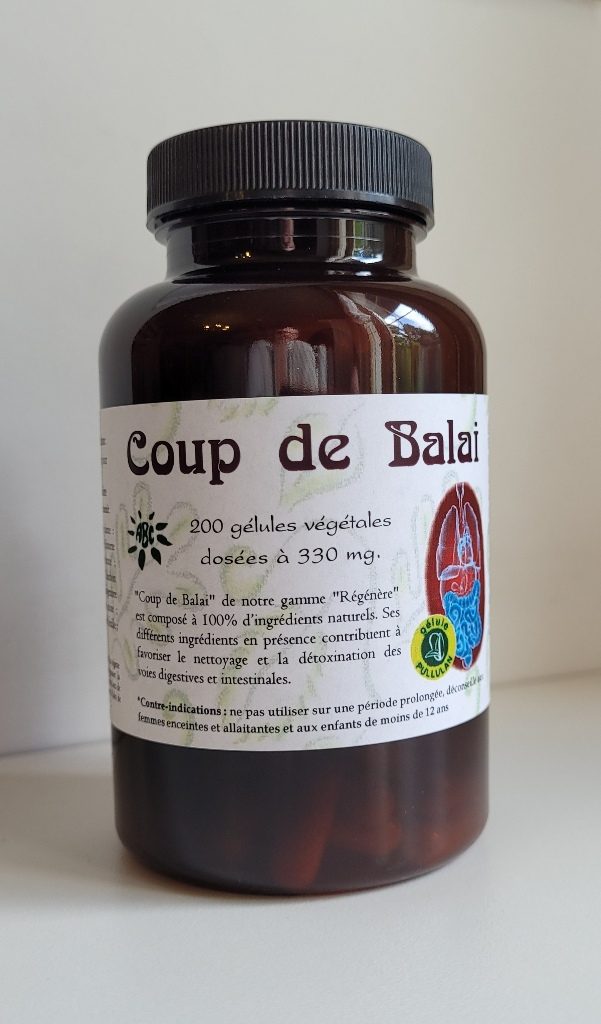 Coup de Balai
ABC
200 gélules végétales
dosées à 330 mg.
"Coup de Balai" de notre gamme "Régénère"
est composé à 100% d'ingrédients naturels. Ses
différents ingrédients en présence contribuent à
favoriser le nettoyage et la détoxination des
voies digestives et intestinales.
gélule
PULLULAN
*Contre-indications : ne pas utiliser sur une période prolongée, déconseillé aux
femmes enceintes et allaitantes et aux enfants de moins de 12 ans